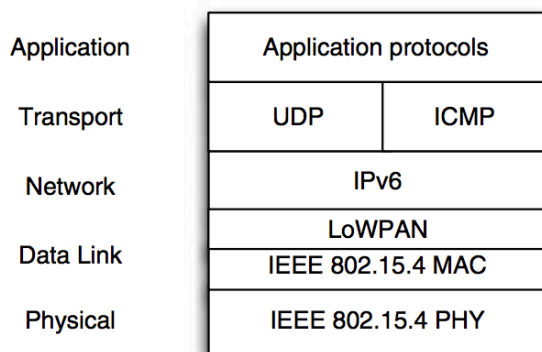 Application Application protocols
Transport UDP ICMP
Network IPv6
LoWPAN
Data Link
IEEE 802.15.4 MAC
Physical IEEE 802.15.4 PHY